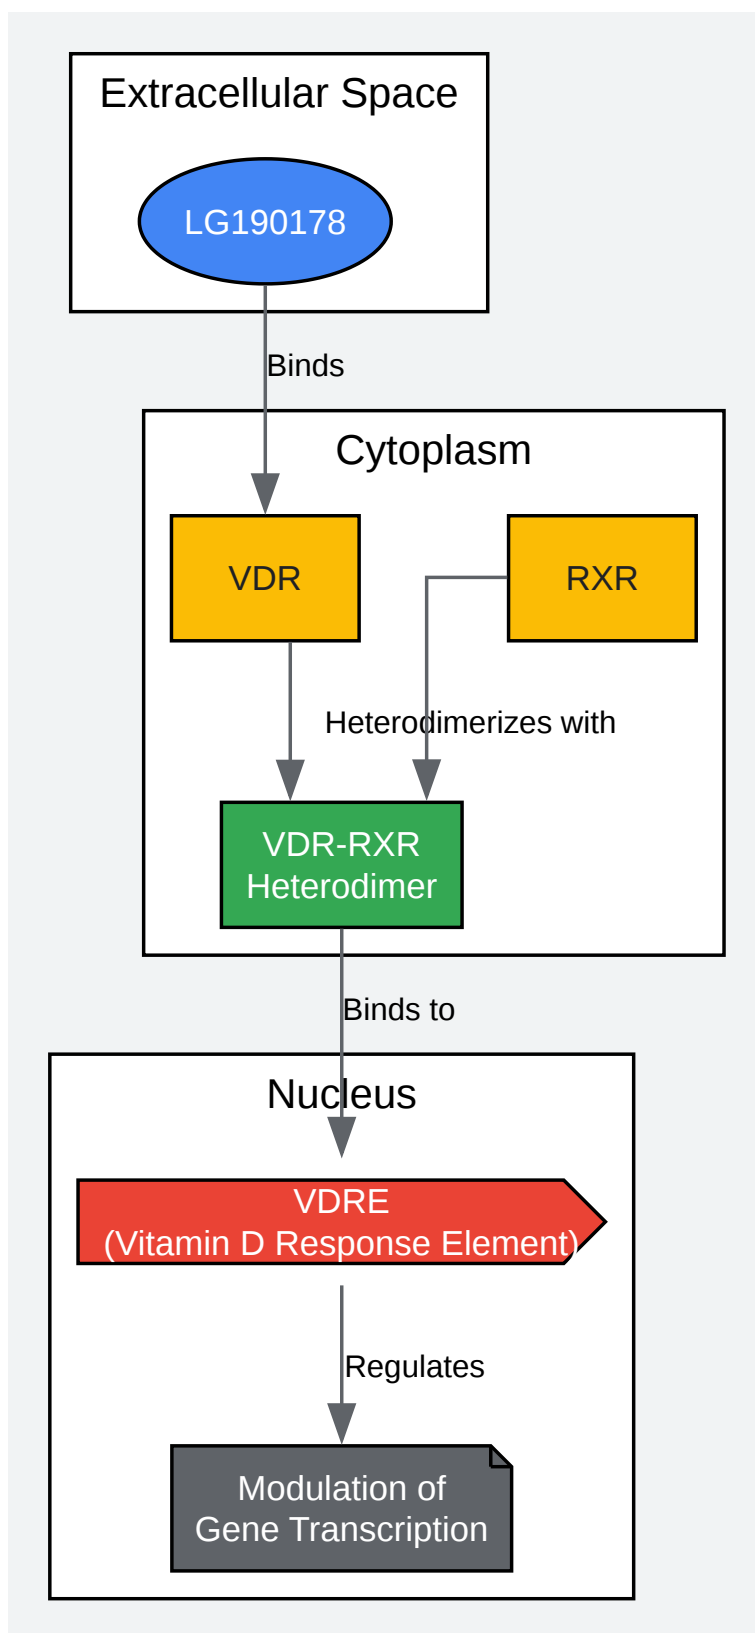 Extracellular Space
LG190178
Binds
Cytoplasm
VDR
RXR
Heterodimerizes with
VDR-RXR
Heterodimer
Binds to
Nucleus
VDRE
(Vitamin D Response Element)
Regulates
Modulation of
Gene Transcription